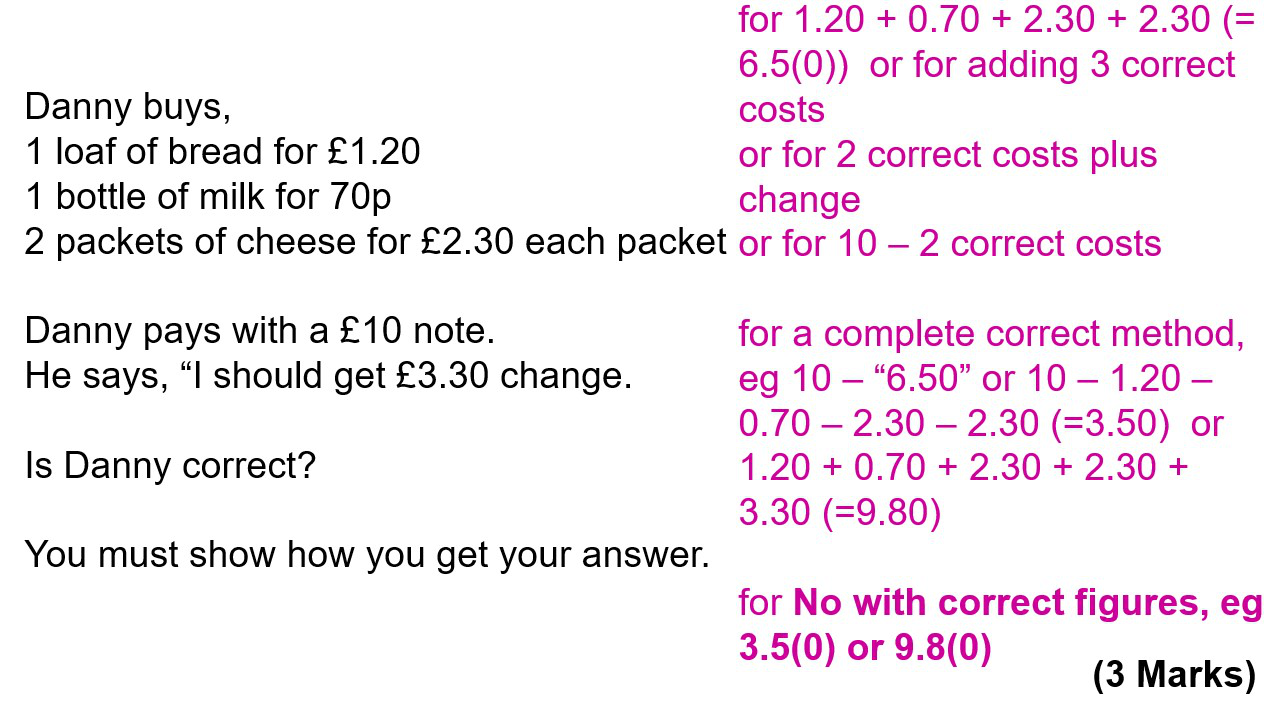 Danny buys,
1 loaf of bread for £1.20
1 bottle of milk for 70p
2 packets of cheese for £2.30 each packet
Danny pays with a £10 note.
He says, “I should get £3.30 change.
Is Danny correct?
You must show how you get your answer.
for 1.20 + 0.70 + 2.30 + 2.30 (=
6.5(0))  or for adding 3 correct
costs
or for 2 correct costs plus
change
or for 10 – 2 correct costs
for a complete correct method,
eg 10 – “6.50” or 10 – 1.20 –
0.70 – 2.30 – 2.30 (=3.50)  or
1.20 + 0.70 + 2.30 + 2.30 +
3.30 (=9.80)
for No with correct figures, eg
3.5(0) or 9.8(0)
(3 Marks)